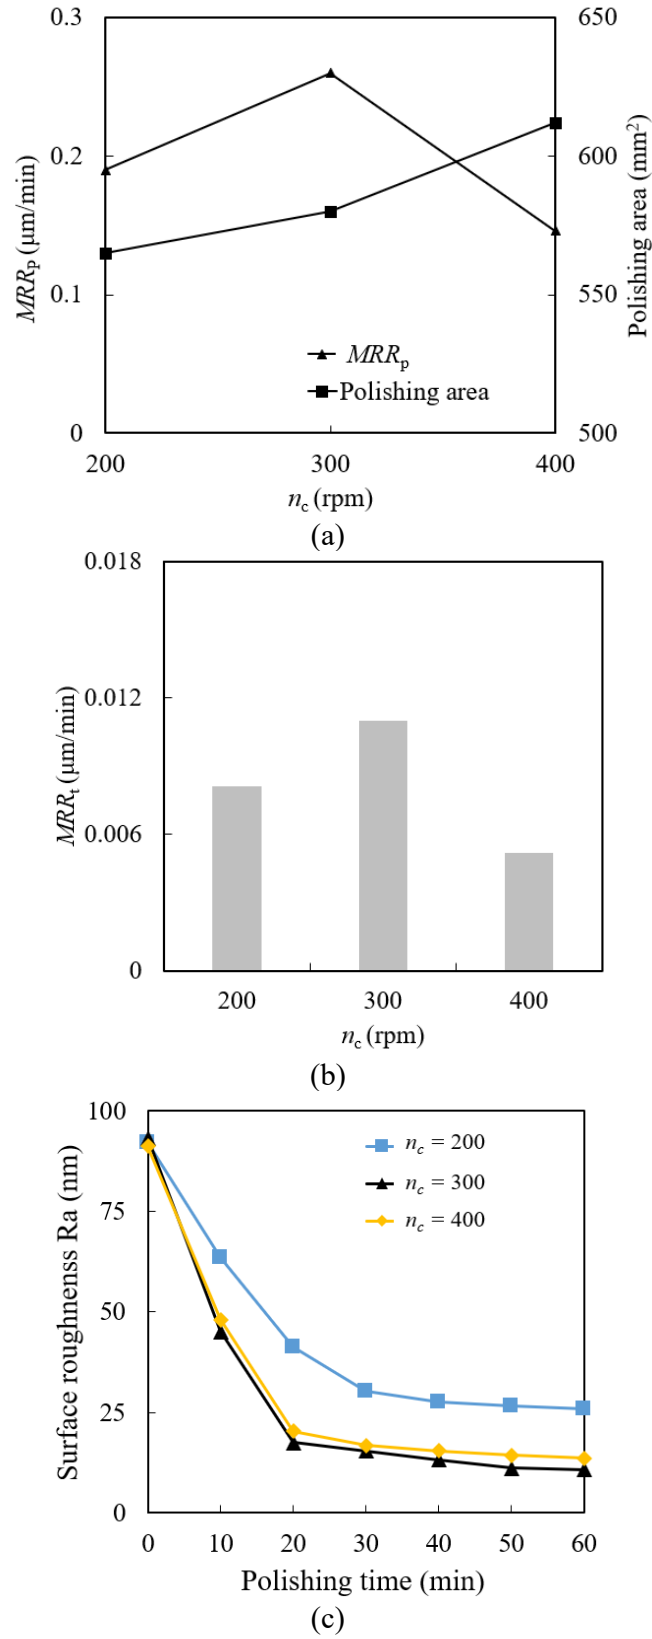 0.3
0.2
0.1
0
MRRp (μm/min)
650
600
550
500
Polishing area (mm²)
MRRp
Polishing area
200 300 400
nc (rpm)
(a)
0.018
0.012
0.006
0
MRRt (μm/min)
200 300 400
nc (rpm)
(b)
100
75
50
25
0
Surface roughnenss Ra (nm)
nc = 200
nc = 300
nc = 400
0 10 20 30 40 50 60
Polishing time (min)
(c)